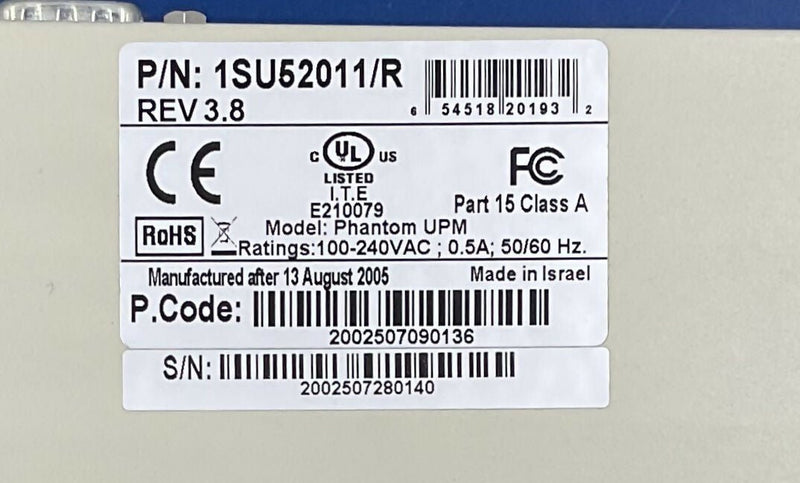 P/N: 1SU52011/R
REV 3.8
6 54518 20193 2
CE
C UL US
LISTED
I.T.E
E210079
FC
Part 15 Class A
RoHS
Model: Phantom UPM
Ratings:100-240VAC ; 0.5A; 50/60 Hz.
Manufactured after 13 August 2005
Made in Israel
P.Code:
2002507090136
S/N:
2002507280140